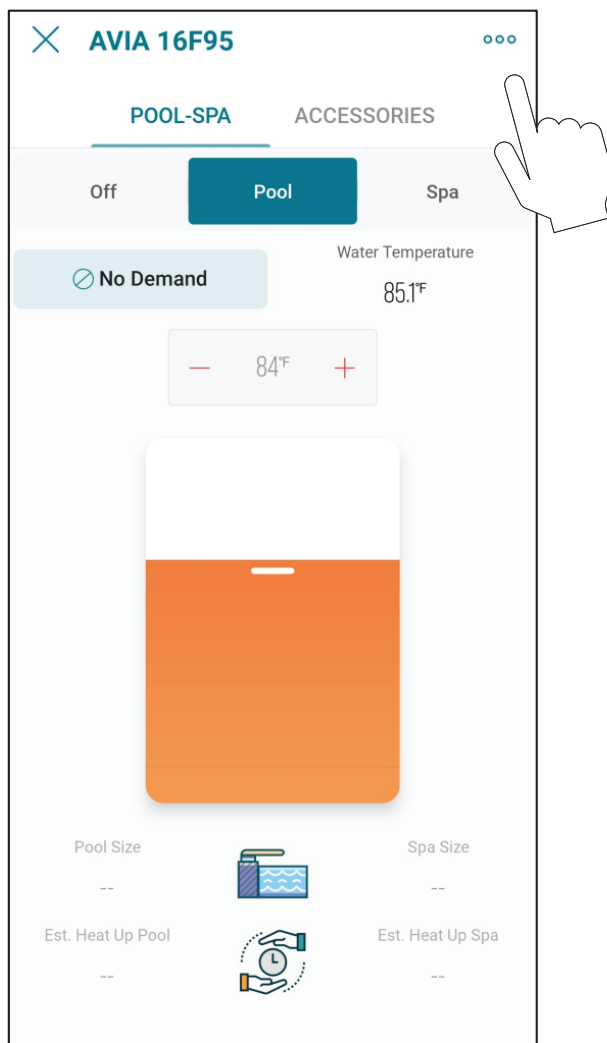 AVIA 16F95
POOL-SPA ACCESSORIES
Off Pool Spa
No Demand
Water Temperature
85.1°F
— 84°F +
Pool Size
--
Spa Size
--
Est. Heat Up Pool
--
Est. Heat Up Spa
--